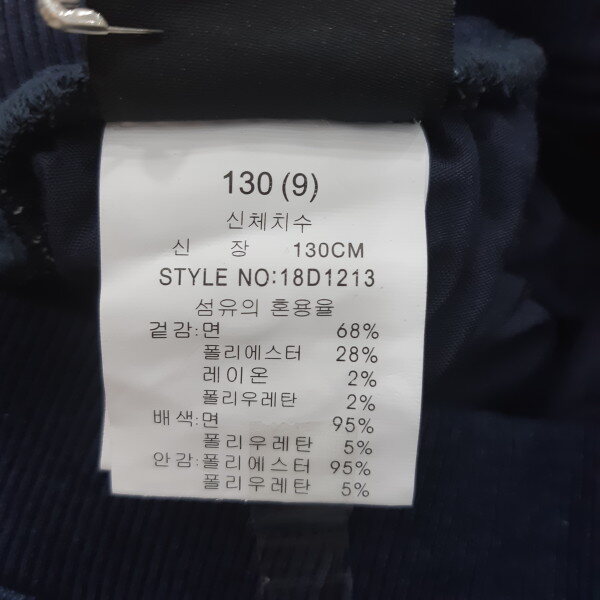 130 (9)
신체치수
신 장 130CM
STYLE NO:18D1213
섬유의 혼용율
겉감:면 68%
폴리에스터 28%
레이온 2%
폴리우레탄 2%
배색:면 95%
폴리우레탄 5%
안감:폴리에스터 95%
폴리우레탄 5%